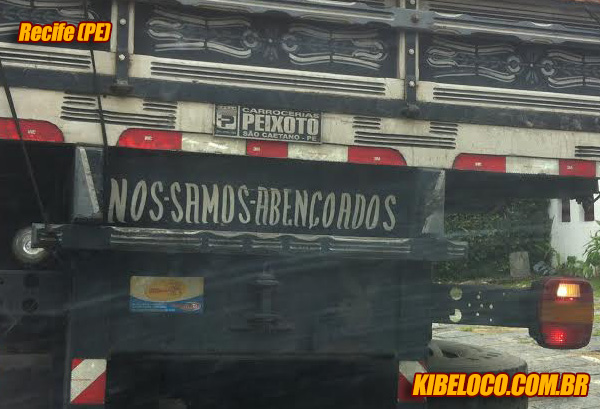 Recife (PE)
CARROCERIAS
PEIXOTO
SÃO CAETANO - PE
NOS-SAMOS-ABENÇOADOS
KIBELOCO.COM.BR